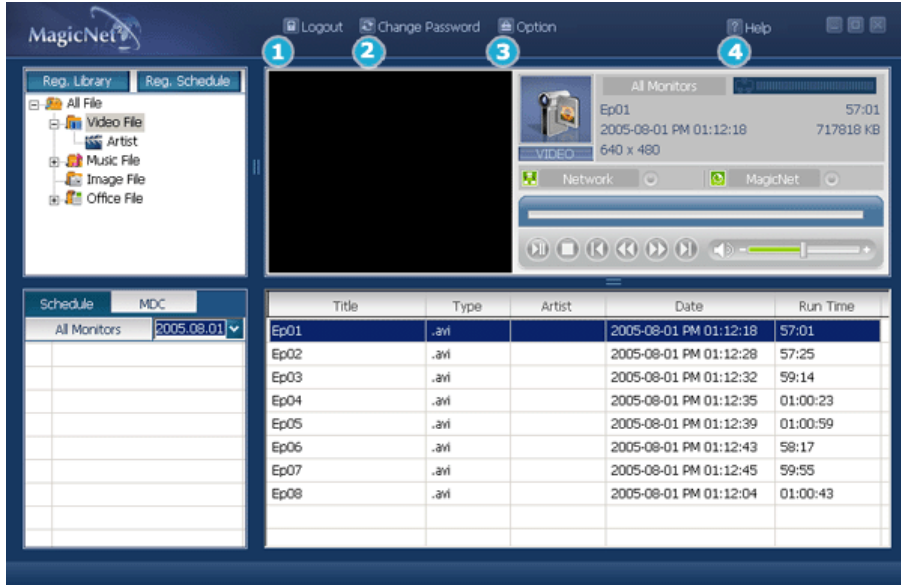 MagicNet
Logout Change Password Option Help
1 2 3 4
Reg. Library Reg. Schedule
All File
Video File
Artist
Music File
Image File
Office File
All Monitors
Ep01 57:01
2005-08-01 PM 01:12:18 717818 KB
640 x 480
VIDEO
Network MagicNet
Schedule MDC
All Monitors 2005.08.01
Title Type Artist Date Run Time
Ep01 .avi 2005-08-01 PM 01:12:18 57:01
Ep02 .avi 2005-08-01 PM 01:12:28 57:25
Ep03 .avi 2005-08-01 PM 01:12:32 59:14
Ep04 .avi 2005-08-01 PM 01:12:35 01:00:23
Ep05 .avi 2005-08-01 PM 01:12:39 01:00:59
Ep06 .avi 2005-08-01 PM 01:12:43 58:17
Ep07 .avi 2005-08-01 PM 01:12:45 59:55
Ep08 .avi 2005-08-01 PM 01:12:04 01:00:43